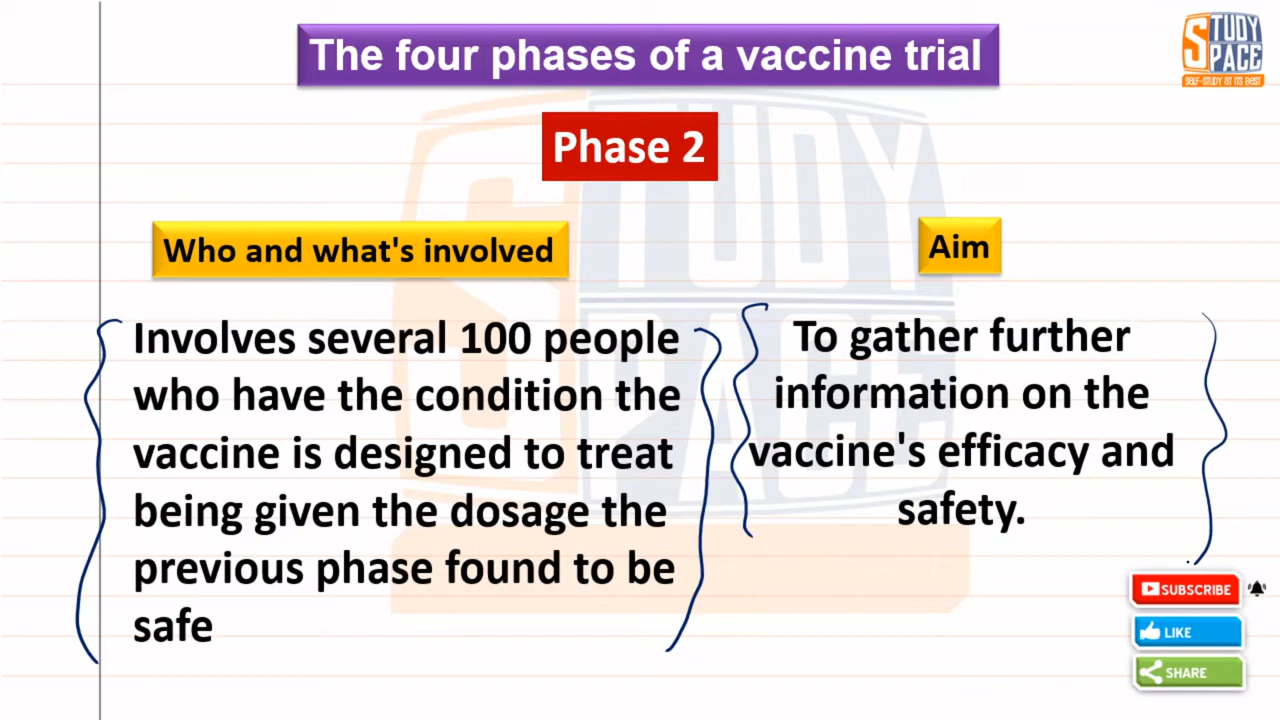 The four phases of a vaccine trial
STUDY
SPACE
SELF-STUDY AT ITS BEST
Phase 2
Who and what's involved
Aim
Involves several 100 people
who have the condition the
vaccine is designed to treat
being given the dosage the
previous phase found to be
safe
To gather further
information on the
vaccine's efficacy and
safety.
STUDY
SPACE
SUBSCRIBE
LIKE
SHARE